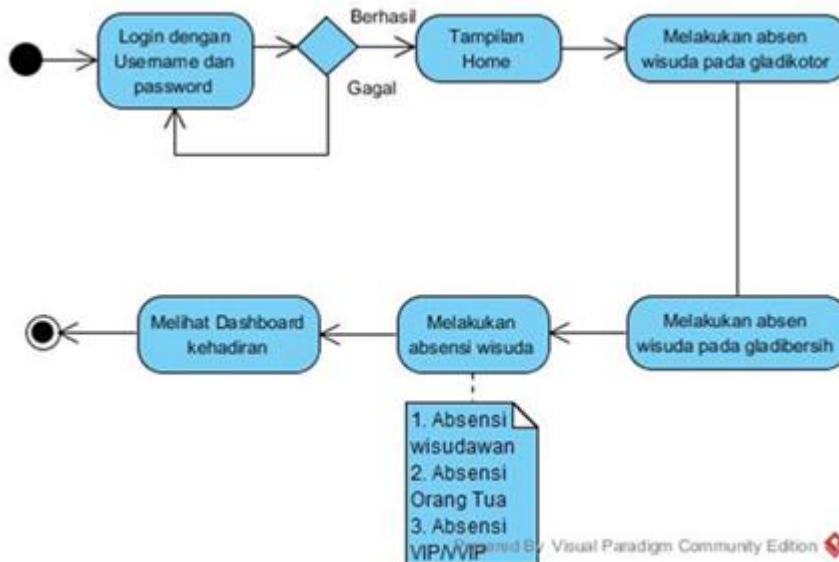 Login dengan
Username dan
password
Berhasil
Gagal
Tampilan
Home
Melakukan absen
wisuda pada gladikotor
Melihat Dashboard
kehadiran
Melakukan
absensi wisuda
Melakukan absen
wisuda pada gladibersih
1. Absensi
wisudawan
2. Absensi
Orang Tua
3. Absensi
VIP/VVIP
Powered By Visual Paradigm Community Edition